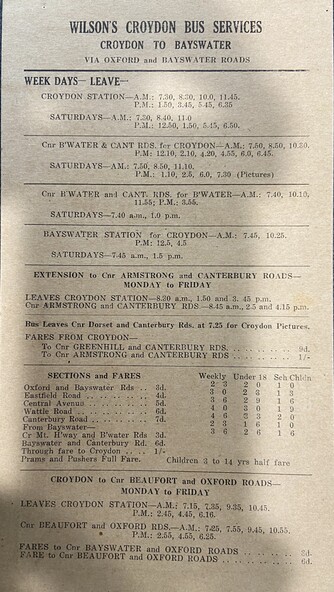 WILSON'S CROYDON BUS SERVICES
CROYDON TO BAYSWATER
VIA OXFORD and BAYSWATER ROADS
WEEK DAYS— LEAVE—
CROYDON STATION—A.M.: 7.30, 8.30, 10.0, 11.45.
P.M.: 1.50, 3.45, 5.45, 6.35
SATURDAYS—A.M.: 7.30, 8.40, 11.0
P.M.: 12.50, 1.50, 5.45, 6.50.
Cnr B'WATER & CANT RDS. for CROYDON—A.M.: 7.50, 8.50, 10.30.
P.M: 12.10, 2.10, 4.20, 4.55, 6.0, 6.45.
SATURDAYS—AM.: 7.50, 8.50, 11.10.
P.M.: 1.10, 2.5, 6.0, 7.30 (Pictures)
Cnr B'WATER and CANT. RDS. for B'WATER—A.M.: 7.40, 10.10,
11.55; P.M.: 3.55.
SATURDAYS—7.40 a.m., 1.0 p.m.
BAYSWATER STATION for CROYDON—A.M.: 7.45, 10.25.
P.M: 12.5, 4.5
SATURDAYS—7.45 a.m., 1.5 p.m.
EXTENSION to Cnr ARMSTRONG and CANTERBURY ROADS—
MONDAY to FRIDAY
LEAVES CROYDON STATION—8.20 a.m., 1.50 and 3. 45 p.m.
Cnr ARMSTRONG and CANTERBURY RDS —8.45 a.m., 2.5 and 4.15 p.m.
Bus Leaves Cnr Dorset and Canterbury Rds. at 7.25 for Croydon Pictures.
FARES FROM CROYDON—
To Cnr GREENHILL and CANTERBURY RDS. .. 9d.
To Cnr ARMSTRONG and CANTERBURY RDS .. 1/-
SECTIONS and FARES Weekly Under 18 Sch Chldn
Oxford and Bayswater Rds .. 3d. 2 3 2 0 1 0
Eastfield Road .. 4d. 3 0 2 3 1 3
Central Avenue .. 5d. 3 6 2 9 1 6
Wattle Road .. 6d. 4 0 3 0 1 9
Canterbury Road .. 7d. 4 6 3 3 2 0
From Bayswater— 2 3 1 6 1 0
Cr Mt. H'way and B'water Rds 3d. 3 6 2 6 1 6
Bayswater and Canterbury Rd. 6d.
Through fare to Croydon .. 1/-
Prams and Pushers Full Fare. Children 3 to 14 yrs half fare
CROYDON to Cnr BEAUFORT and OXFORD ROADS—
MONDAY to FRIDAY
LEAVES CROYDON STATION—A.M.: 7.15, 7.35, 9.35, 10.45.
P.M.: 2.45, 4.45, 6.16.
Cnr BEAUFORT and OXFORD RDS.—A.M.: 7.25, 7.55, 9.45, 10.55.
P.M.: 2.55, 4.55, 6.25.
FARES to Cnr BAYSWATER and OXFORD ROADS ..
FARE to Cnr BEAUFORT and OXFORD ROADS .. 6d.